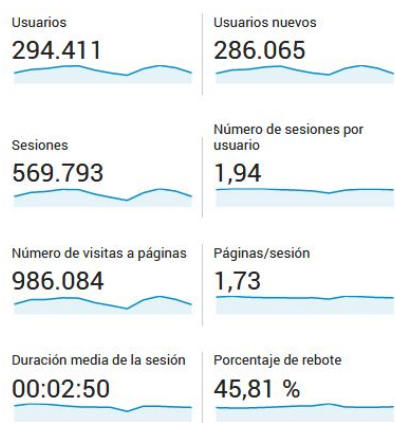 Usuarios
294.411
Usuarios nuevos
286.065
Sesiones
569.793
Número de sesiones por
usuario
1,94
Número de visitas a páginas
986.084
Páginas/sesión
1,73
Duración media de la sesión
00:02:50
Porcentaje de rebote
45,81 %